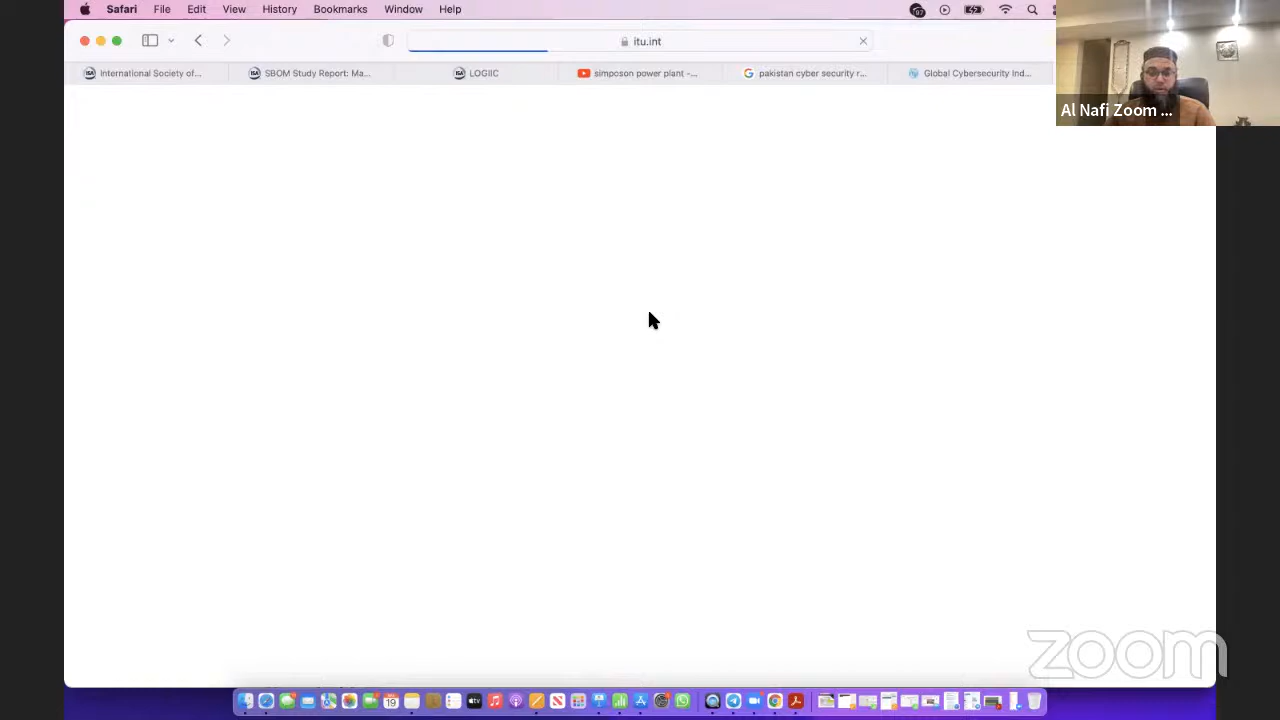 Safari File Edit View History Bookmarks Window Help
itu.int
International Society of...
SBOM Study Report: Ma...
LOGIIC
simposon power plant -...
pakistan cyber security r...
Global Cybersecurity Ind...
Al Nafi Zoom ...
zoom